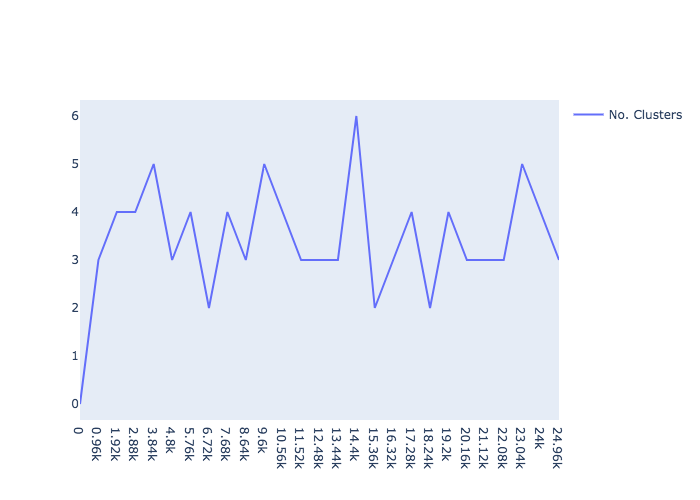 No. Clusters
6
5
4
3
2
1
0
0
0.96k
1.92k
2.88k
3.84k
4.8k
5.76k
6.72k
7.68k
8.64k
9.6k
10.56k
11.52k
12.48k
13.44k
14.4k
15.36k
16.32k
17.28k
18.24k
19.2k
20.16k
21.12k
22.08k
23.04k
24k
24.96k